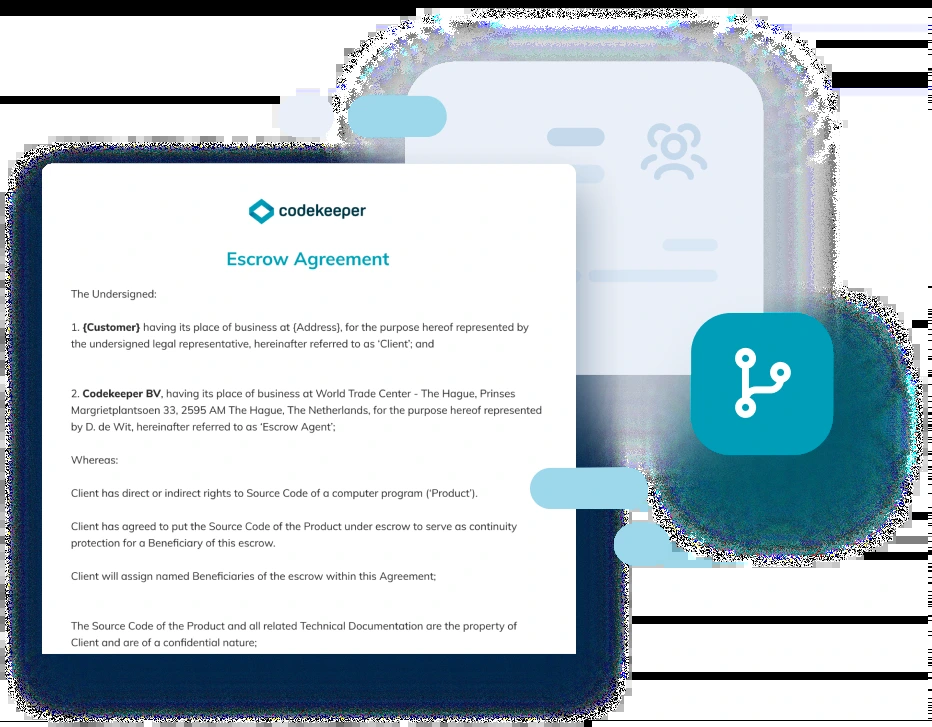 codekeeper
Escrow Agreement
The Undersigned:
1. {Customer} having its place of business at {Address}, for the purpose hereof represented by
the undersigned legal representative, hereinafter referred to as ‘Client’; and
2. Codekeeper BV, having its place of business at World Trade Center - The Hague, Prinses
Margrietplantsoen 33, 2595 AM The Hague, The Netherlands, for the purpose hereof represented
by D. de Wit, hereinafter referred to as ‘Escrow Agent’;
Whereas:
Client has direct or indirect rights to Source Code of a computer program (‘Product’).
Client has agreed to put the Source Code of the Product under escrow to serve as continuity
protection for a Beneficiary of this escrow.
Client will assign named Beneficiaries of the escrow within this Agreement;
The Source Code of the Product and all related Technical Documentation are the property of
Client and are of a confidential nature;